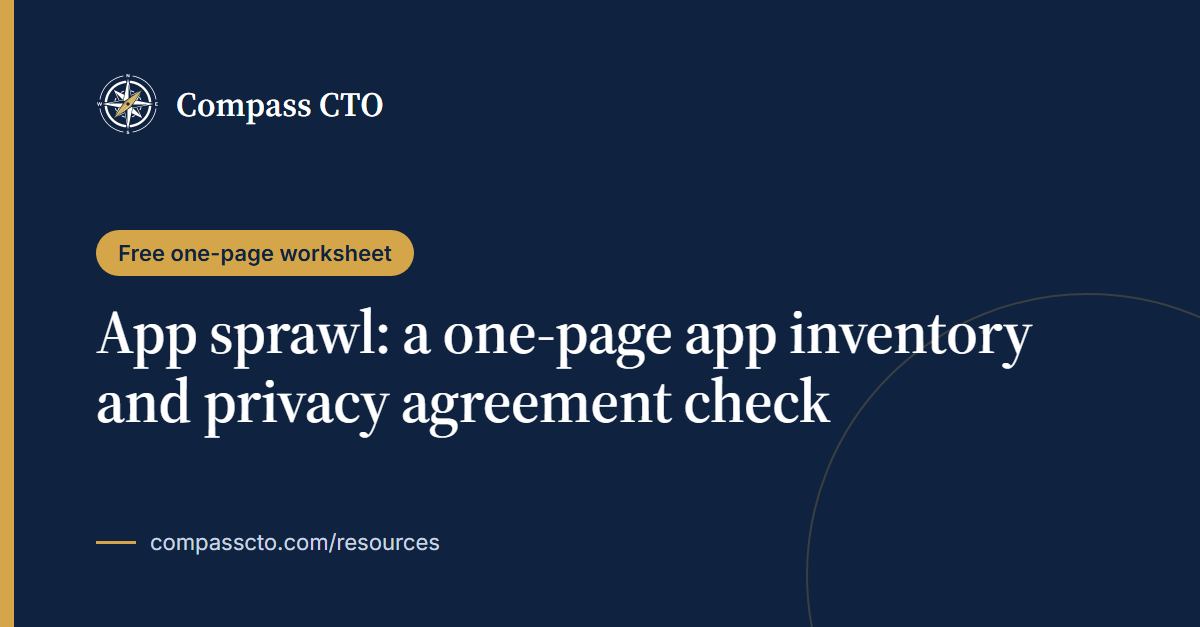 N
W
E
S
Compass CTO
Free one-page worksheet
App sprawl: a one-page app inventory
and privacy agreement check
compasscto.com/resources